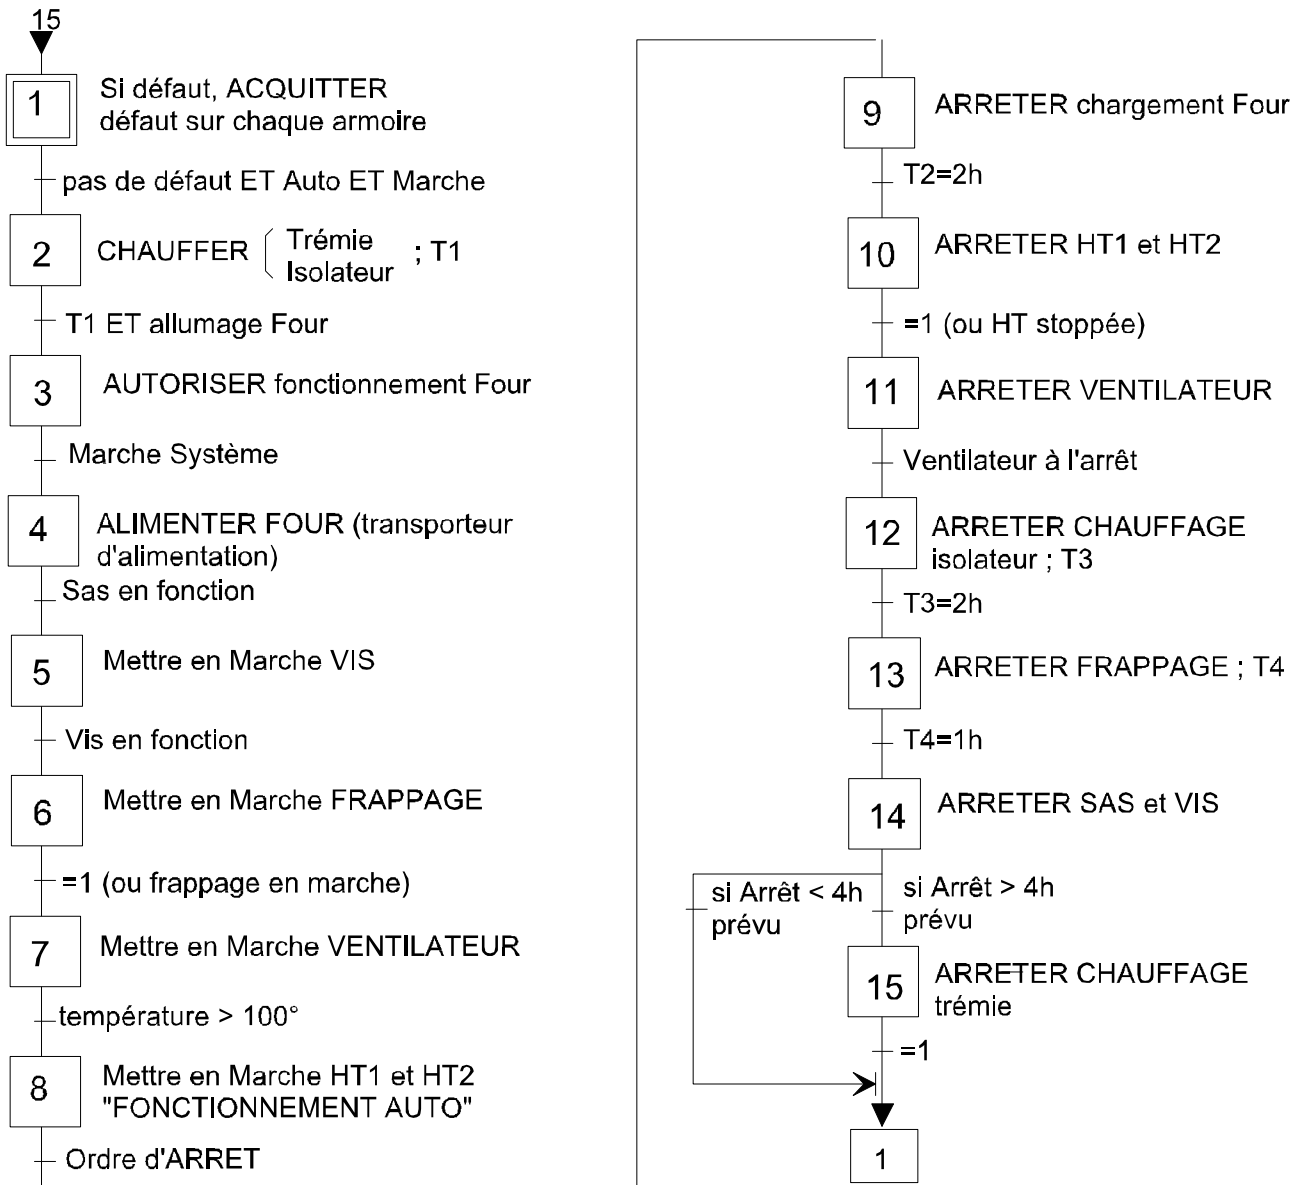 15
1
Si défaut, ACQUITTER
défaut sur chaque armoire
pas de défaut ET Auto ET Marche
2
CHAUFFER Trémie ; T1
Isolateur
T1 ET allumage Four
3
AUTORISER fonctionnement Four
Marche Système
4
ALIMENTER FOUR (transporteur
d'alimentation)
Sas en fonction
5
Mettre en Marche VIS
Vis en fonction
6
Mettre en Marche FRAPPAGE
=1 (ou frappage en marche)
7
Mettre en Marche VENTILATEUR
température > 100°
8
Mettre en Marche HT1 et HT2
"FONCTIONNEMENT AUTO"
Ordre d'ARRET
9
ARRETER chargement Four
T2=2h
10
ARRETER HT1 et HT2
=1 (ou HT stoppée)
11
ARRETER VENTILATEUR
Ventilateur à l'arrêt
12
ARRETER CHAUFFAGE
isolateur ; T3
T3=2h
13
ARRETER FRAPPAGE ; T4
T4=1h
14
ARRETER SAS et VIS
si Arrêt < 4h
prévu
si Arrêt > 4h
prévu
15
ARRETER CHAUFFAGE
trémie
=1
1